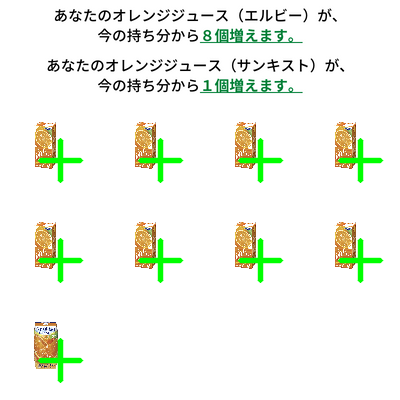 あなたのオレンジジュース（エルビー）が、
今の持ち分から８個増えます。
あなたのオレンジジュース（サンキスト）が、
今の持ち分から１個増えます。